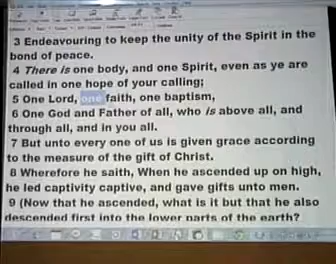 3 Endeavouring to keep the unity of the Spirit in the
bond of peace.
4 There is one body, and one Spirit, even as ye are
called in one hope of your calling;
5 One Lord, one faith, one baptism,
6 One God and Father of all, who is above all, and
through all, and in you all.
7 But unto every one of us is given grace according
to the measure of the gift of Christ.
8 Wherefore he saith, When he ascended up on high,
he led captivity captive, and gave gifts unto men.
9 (Now that he ascended, what is it but that he also
descended first into the lower parts of the earth?